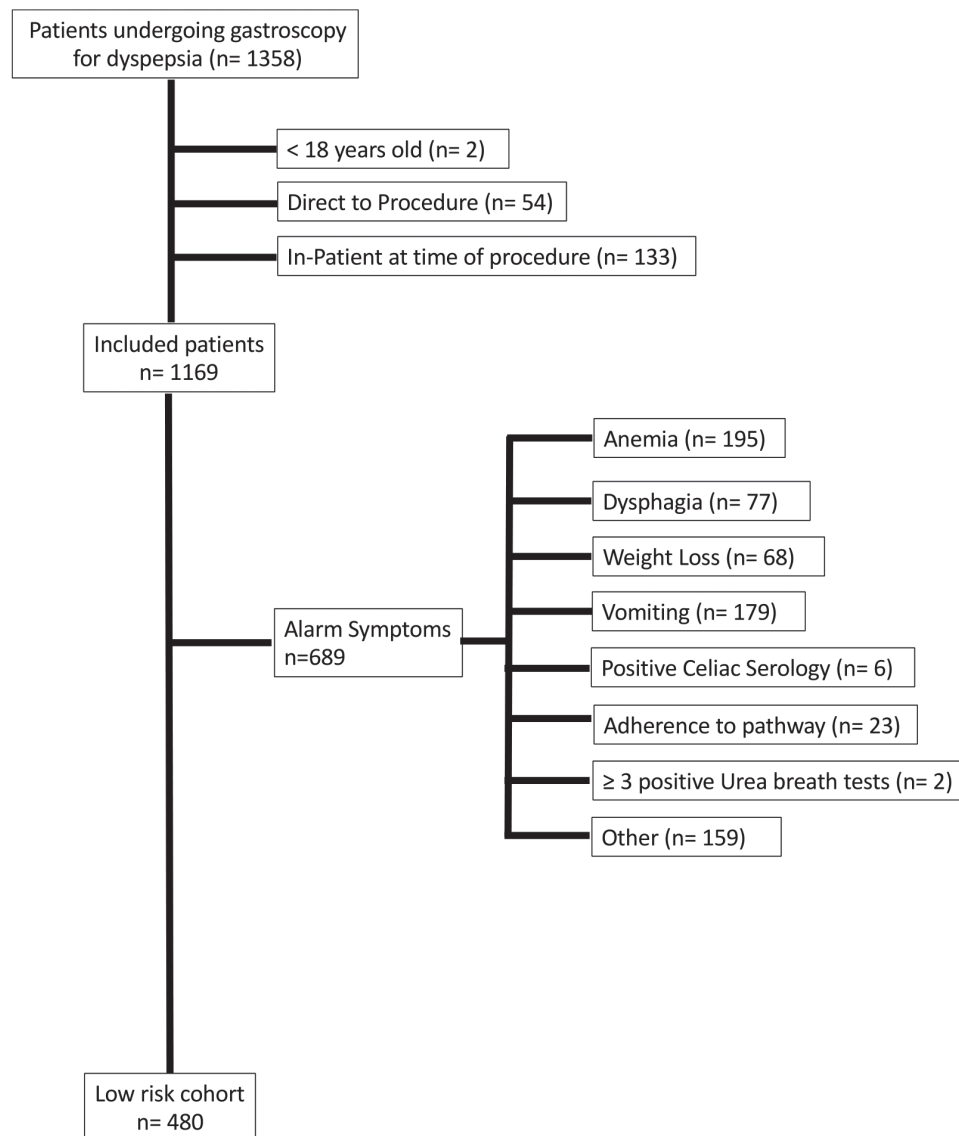 Patients undergoing gastroscopy
for dyspepsia (n= 1358)
< 18 years old (n= 2)
Direct to Procedure (n= 54)
In-Patient at time of procedure (n= 133)
Included patients
n= 1169
Anemia (n= 195)
Dysphagia (n= 77)
Weight Loss (n= 68)
Vomiting (n= 179)
Alarm Symptoms
n=689
Positive Celiac Serology (n= 6)
Adherence to pathway (n= 23)
≥ 3 positive Urea breath tests (n= 2)
Other (n= 159)
Low risk cohort
n= 480